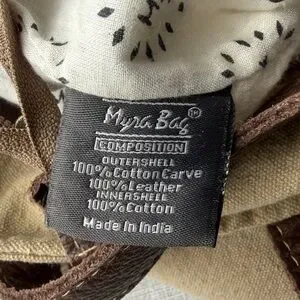 Myra Bag®
COMPOSITION
OUTERSHELL
100%Cotton Carve
100%Leather
INNERSHELL
100%Cotton
Made In India